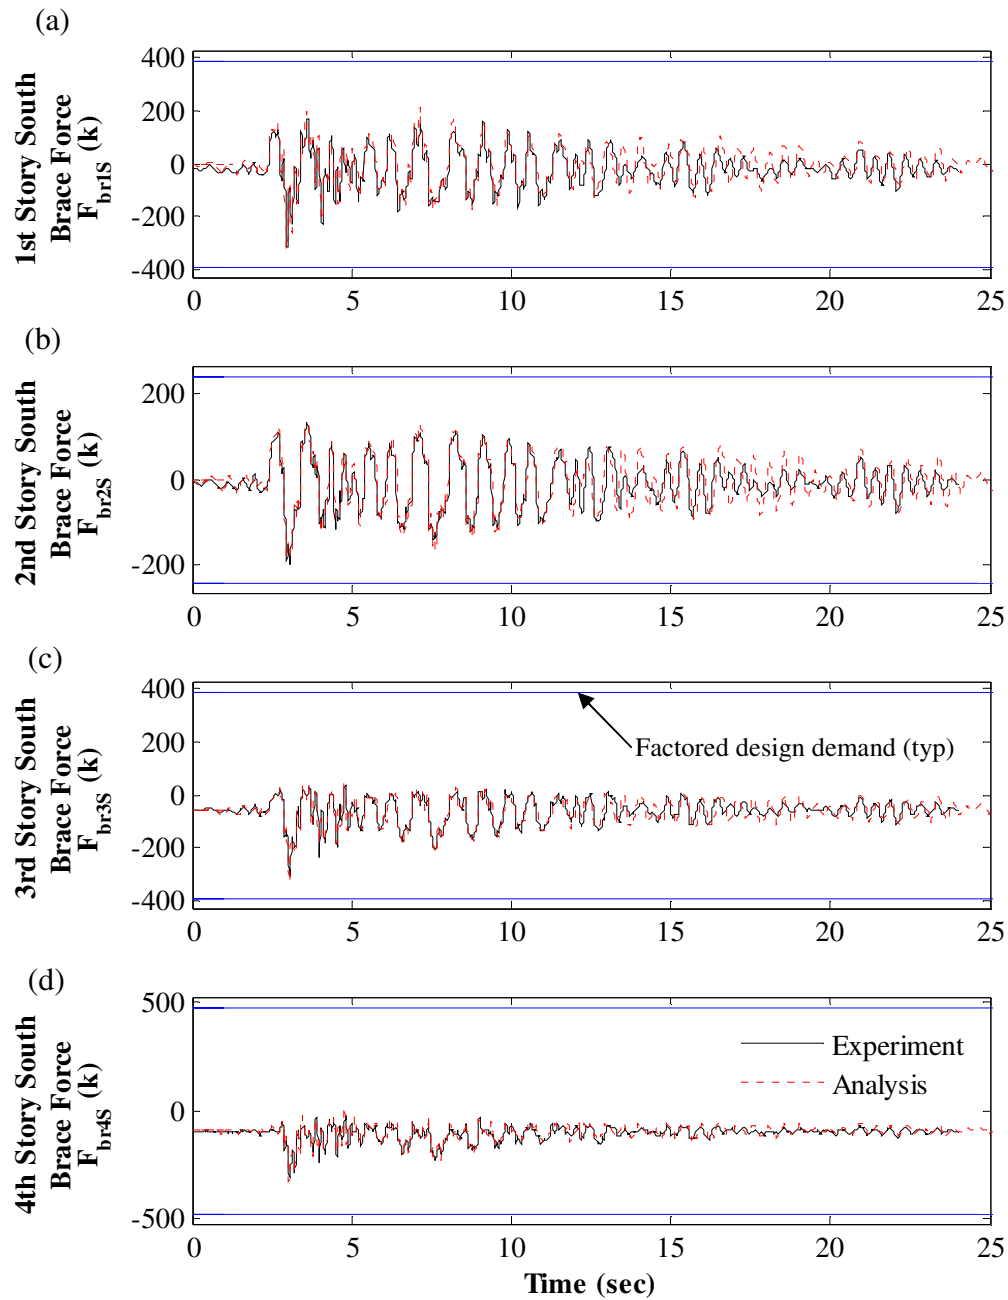 (a)
1st Story South
Brace Force
F_br1S (k)
400
200
0
-200
-400
0 5 10 15 20 25
(b)
2nd Story South
Brace Force
F_br2S (k)
200
0
-200
0 5 10 15 20 25
(c)
3rd Story South
Brace Force
F_br3S (k)
400
200
0
-200
-400
Factored design demand (typ)
0 5 10 15 20 25
(d)
4th Story South
Brace Force
F_br4S (k)
500
0
-500
Experiment
Analysis
0 5 10 15 20 25
Time (sec)